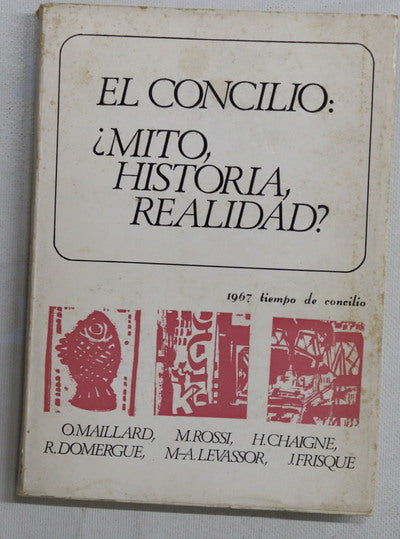 EL CONCILIO:
¿MITO,
HISTORIA,
REALIDAD?
1967 tiempo de concilio
O.MAILLARD, M.ROSSI, H.CHAIGNE,
R.DOMERGUE, M-A.LEVASSOR, J.FRISQUE